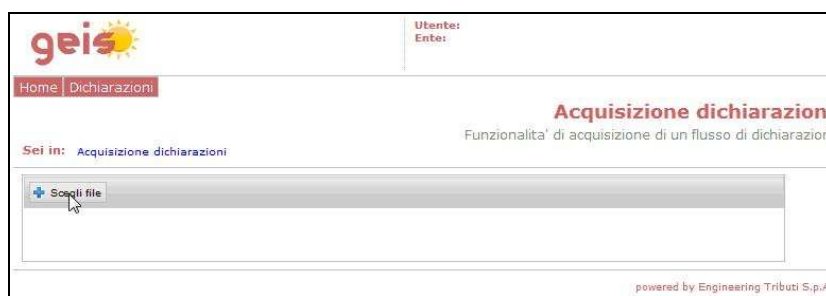 geis
Utente:
Ente:
Home Dichiarazioni
Acquisizione dichiarazion
Funzionalita' di acquisizione di un flusso di dichiarazion
Sei in: Acquisizione dichiarazioni
Scegli file
powered by Engineering Tributi S.p.A